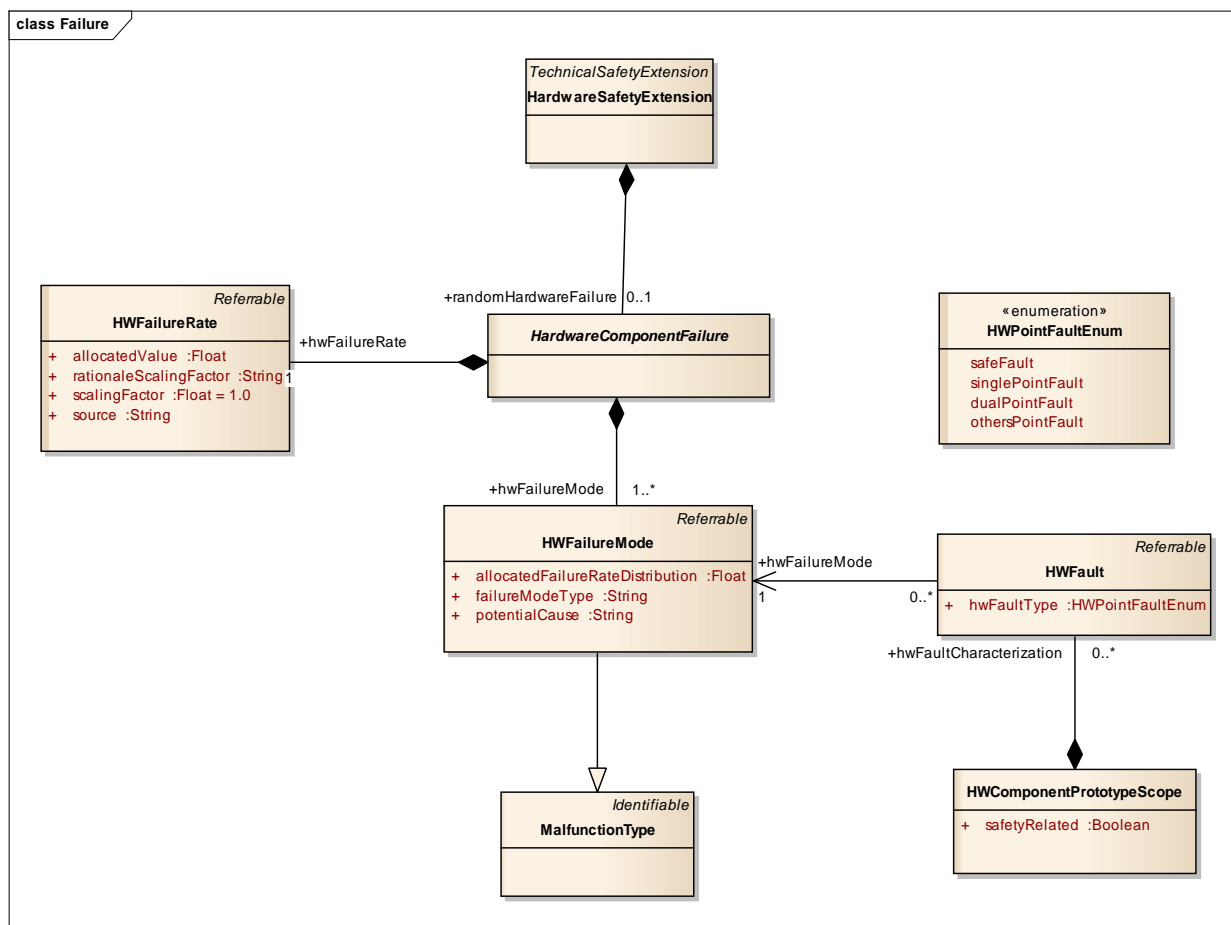 class Failure
TechnicalSafetyExtension
HardwareSafetyExtension
+randomHardwareFailure 0..1
Referrable
HWFailureRate
+ allocatedValue :Float
+ rationaleScalingFactor :String
+ scalingFactor :Float = 1.0
+ source :String
+hwFailureRate
1
HardwareComponentFailure
«enumeration»
HWPointFaultEnum
safeFault
singlePointFault
dualPointFault
othersPointFault
+hwFailureMode 1..*
Referrable
HWFailureMode
+ allocatedFailureRateDistribution :Float
+ failureModeType :String
+ potentialCause :String
+hwFailureMode
1
0..*
Referrable
HWFault
+ hwFaultType :HWPointFaultEnum
+hwFaultCharacterization 0..*
HWComponentPrototypeScope
+ safetyRelated :Boolean
Identifiable
MalfunctionType